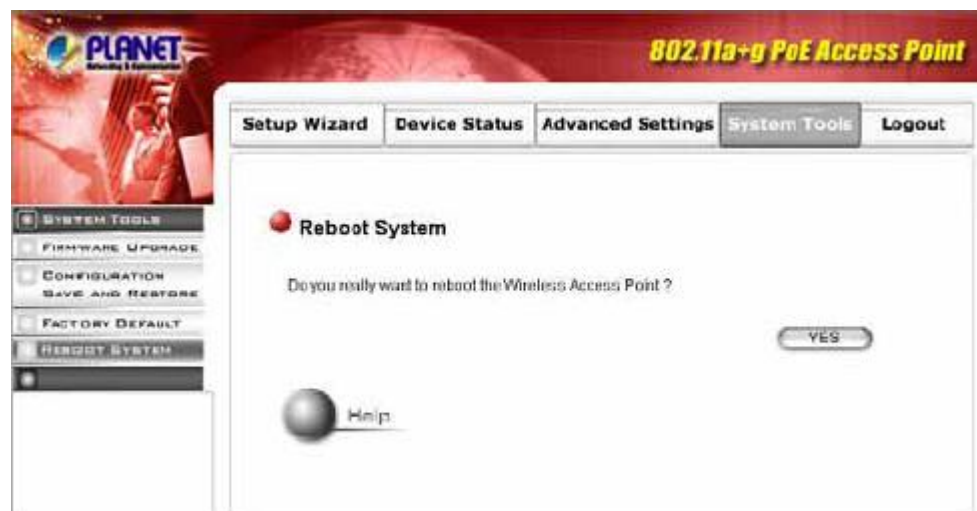 PLANET
Networking & Communication
802.11a+g PoE Access Point
Setup Wizard
Device Status
Advanced Settings
System Tools
Logout
SYSTEM TOOLS
FIRMWARE UPGRADE
CONFIGURATION
SAVE AND RESTORE
FACTORY DEFAULT
REBOOT SYSTEM
Reboot System
Do you really want to reboot the Wireless Access Point ?
YES
Help